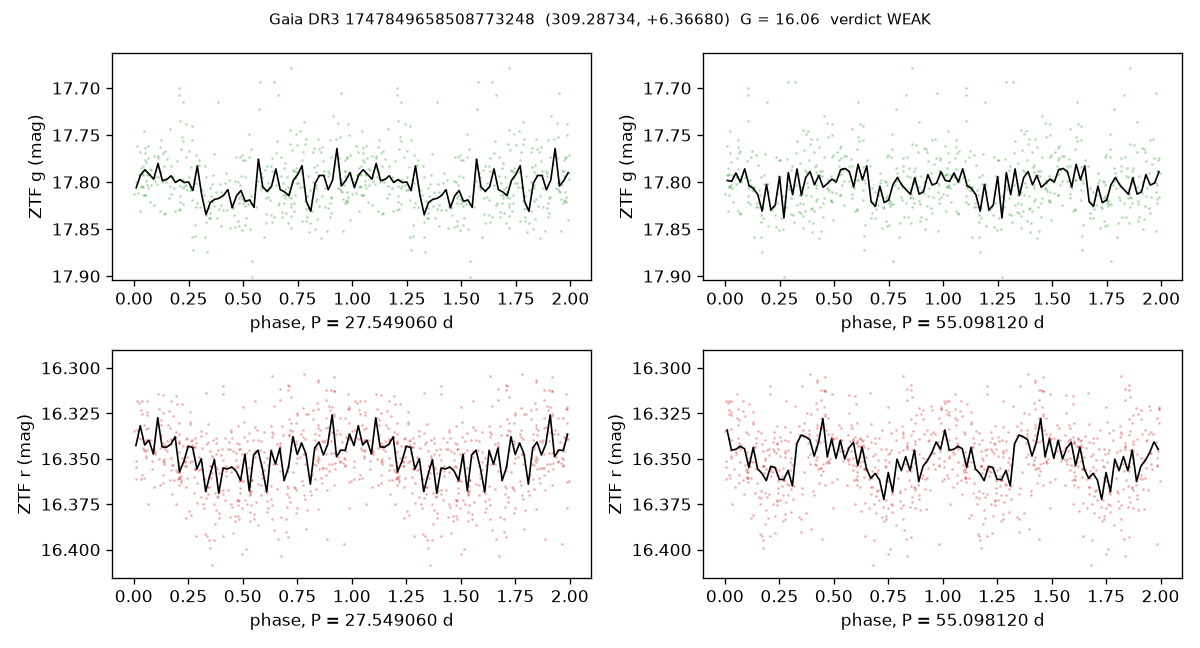 Gaia DR3 1747849658508773248 (309.28734, +6.36680) G = 16.06 verdict WEAK
ZTF g (mag)
17.70
17.75
17.80
17.85
17.90
0.00 0.25 0.50 0.75 1.00 1.25 1.50 1.75 2.00
phase, P = 27.549060 d
ZTF g (mag)
17.70
17.75
17.80
17.85
17.90
0.00 0.25 0.50 0.75 1.00 1.25 1.50 1.75 2.00
phase, P = 55.098120 d
ZTF r (mag)
16.300
16.325
16.350
16.375
16.400
0.00 0.25 0.50 0.75 1.00 1.25 1.50 1.75 2.00
phase, P = 27.549060 d
ZTF r (mag)
16.300
16.325
16.350
16.375
16.400
0.00 0.25 0.50 0.75 1.00 1.25 1.50 1.75 2.00
phase, P = 55.098120 d